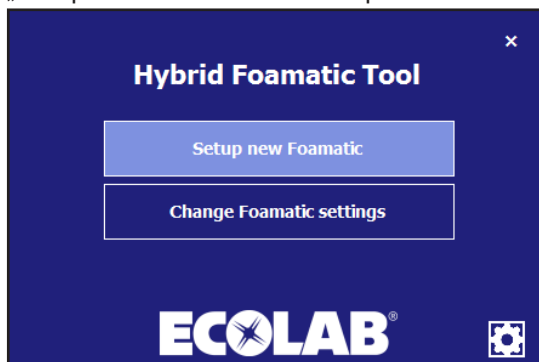 ×
Hybrid Foamatic Tool
Setup new Foamatic
Change Foamatic settings
ECOLAB®